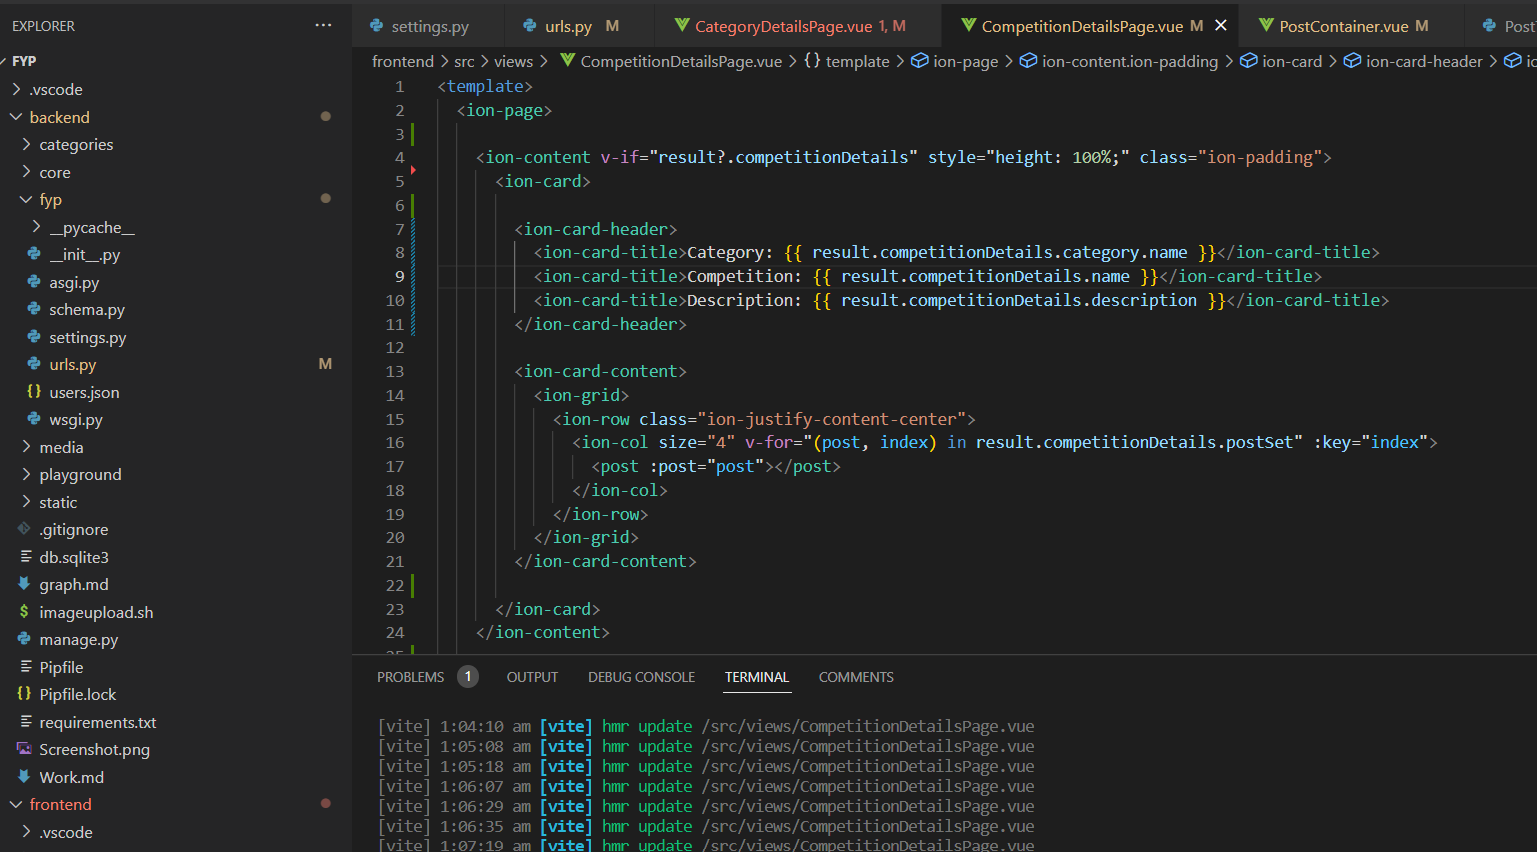 EXPLORER ···
FYP
.vscode
backend
categories
core
fyp
__pycache__
__init__.py
asgi.py
schema.py
settings.py
urls.py M
users.json
wsgi.py
media
playground
static
.gitignore
db.sqlite3
graph.md
imageupload.sh
manage.py
Pipfile
Pipfile.lock
requirements.txt
Screenshot.png
Work.md
frontend
.vscode
settings.py urls.py M CategoryDetailsPage.vue 1, M CompetitionDetailsPage.vue M PostContainer.vue M
frontend > src > views > CompetitionDetailsPage.vue > {} template > ion-page > ion-content.ion-padding > ion-card > ion-card-header >
1 <template>
2 <ion-page>
3
4 <ion-content v-if="result?.competitionDetails" style="height: 100%;" class="ion-padding">
5 <ion-card>
6
7 <ion-card-header>
8 <ion-card-title>Category: {{ result.competitionDetails.category.name }}</ion-card-title>
9 <ion-card-title>Competition: {{ result.competitionDetails.name }}</ion-card-title>
10 <ion-card-title>Description: {{ result.competitionDetails.description }}</ion-card-title>
11 </ion-card-header>
12
13 <ion-card-content>
14 <ion-grid>
15 <ion-row class="ion-justify-content-center">
16 <ion-col size="4" v-for="(post, index) in result.competitionDetails.postSet" :key="index">
17 <post :post="post"></post>
18 </ion-col>
19 </ion-row>
20 </ion-grid>
21 </ion-card-content>
22
23 </ion-card>
24 </ion-content>
PROBLEMS 1 OUTPUT DEBUG CONSOLE TERMINAL COMMENTS
[vite] 1:04:10 am [vite] hmr update /src/views/CompetitionDetailsPage.vue
[vite] 1:05:08 am [vite] hmr update /src/views/CompetitionDetailsPage.vue
[vite] 1:05:18 am [vite] hmr update /src/views/CompetitionDetailsPage.vue
[vite] 1:06:07 am [vite] hmr update /src/views/CompetitionDetailsPage.vue
[vite] 1:06:29 am [vite] hmr update /src/views/CompetitionDetailsPage.vue
[vite] 1:06:35 am [vite] hmr update /src/views/CompetitionDetailsPage.vue
[vite] 1:07:19 am [vite] hmr update /src/views/CompetitionDetailsPage.vue